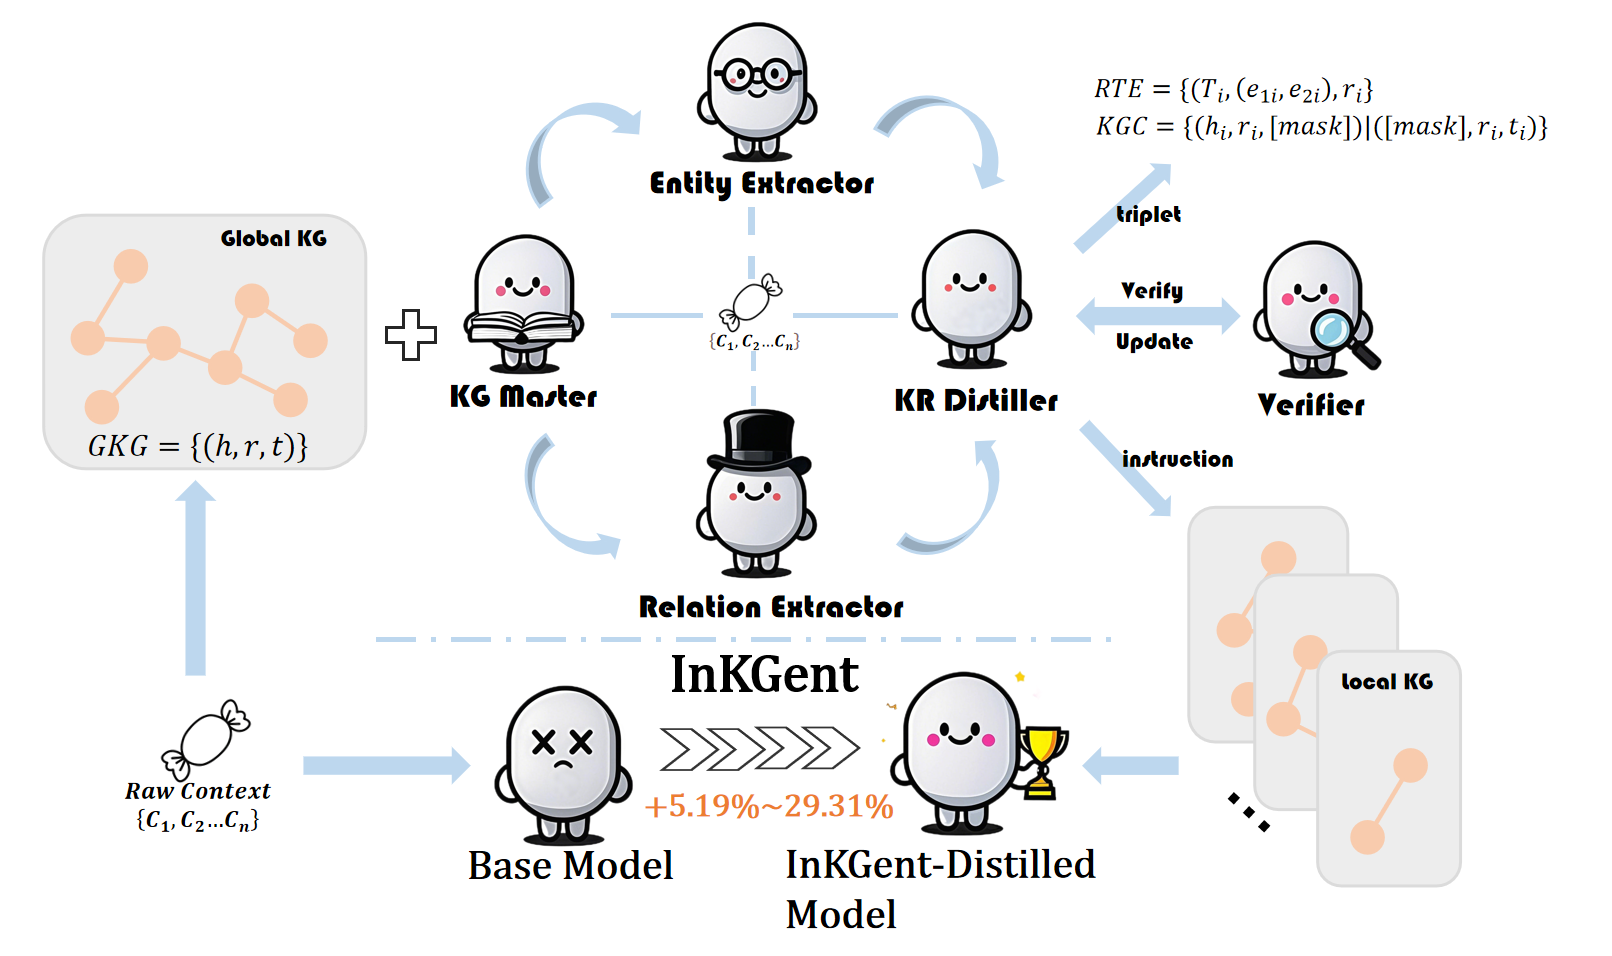 RTE = {(T_i, (e_{1i}, e_{2i}), r_i}
KGC = {(h_i, r_i, [mask])|([mask], r_i, t_i)}
Entity Extractor
triplet
Global KG
GKG = {(h, r, t)}
KG Master
{C_1, C_2 ... C_n}
KR Distiller
Verify
Update
Verifier
instruction
Relation Extractor
InKGent
Local KG
Raw Context
{C_1, C_2 ... C_n}
+5.19%~29.31%
Base Model
InKGent-Distilled
Model